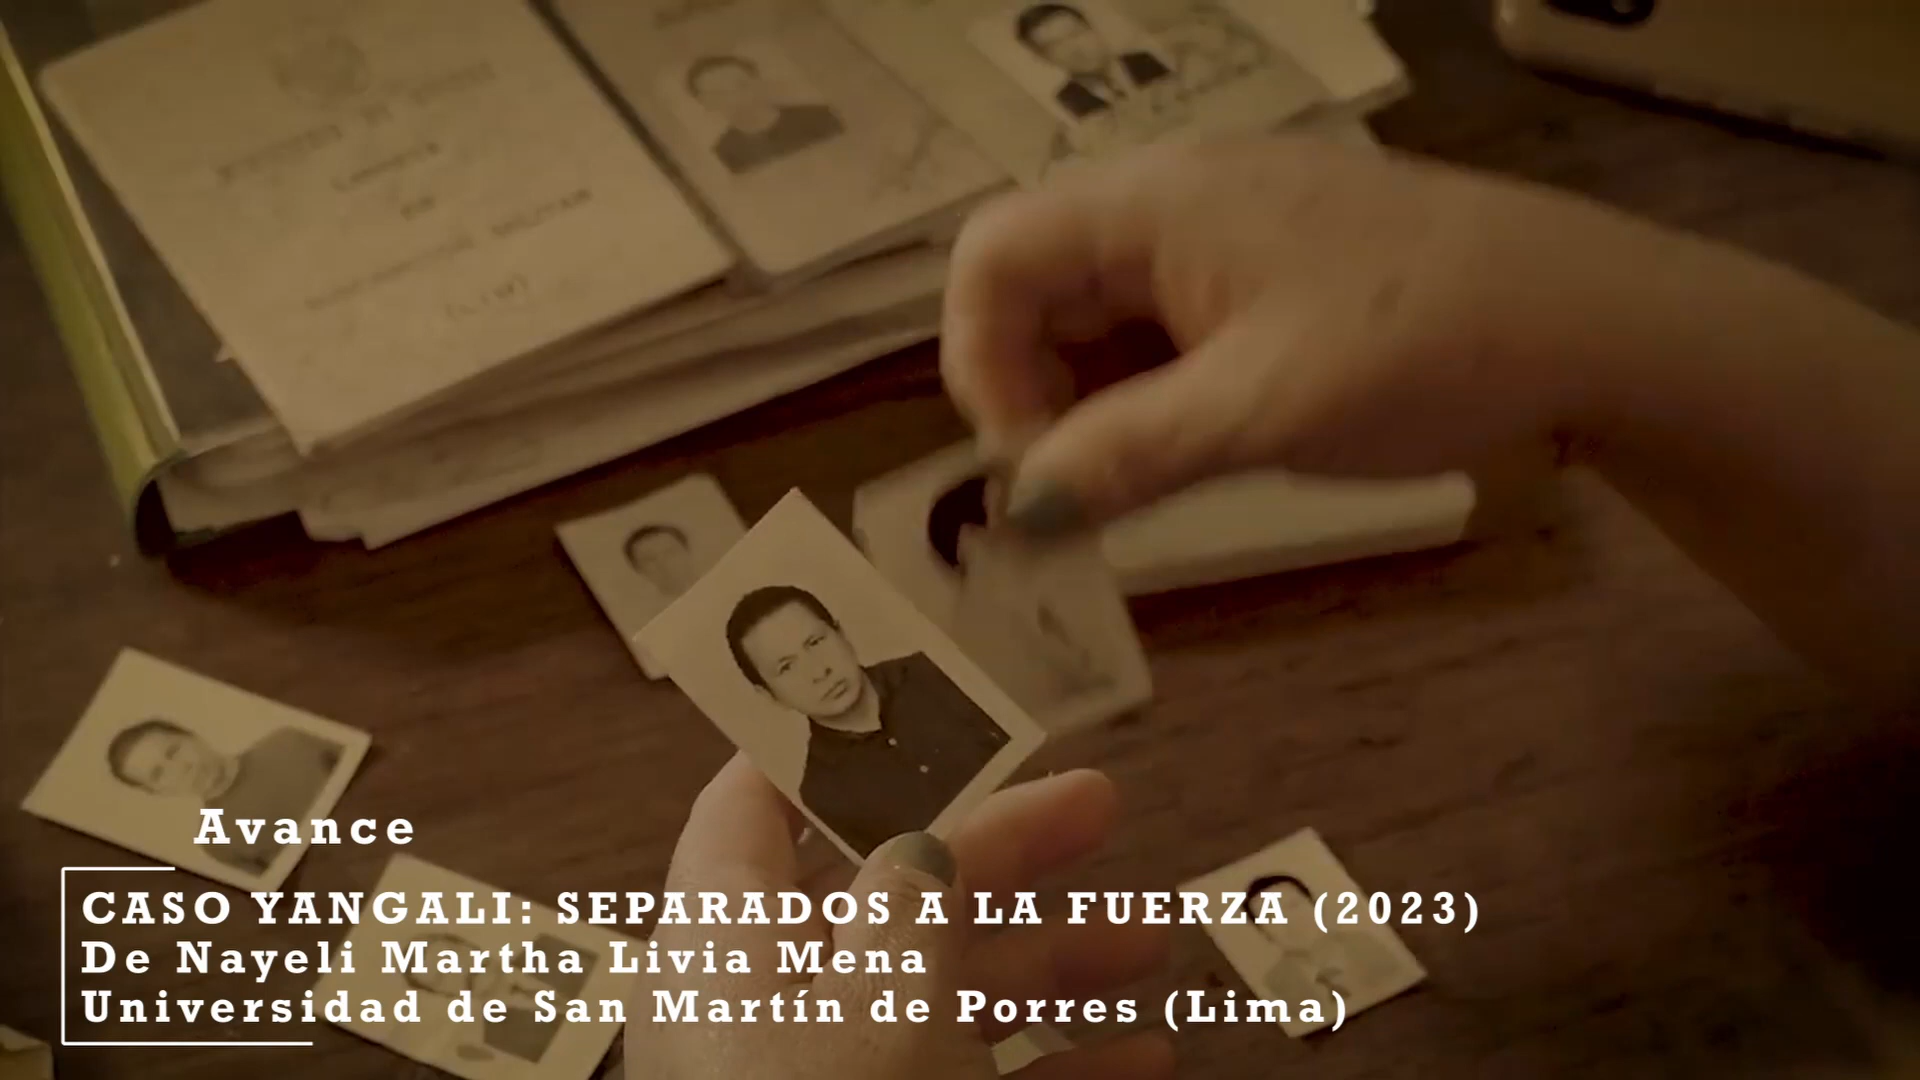 Avance
CASO YANGALI: SEPARADOS A LA FUERZA (2023)
De Nayeli Martha Livia Mena
Universidad de San Martín de Porres (Lima)